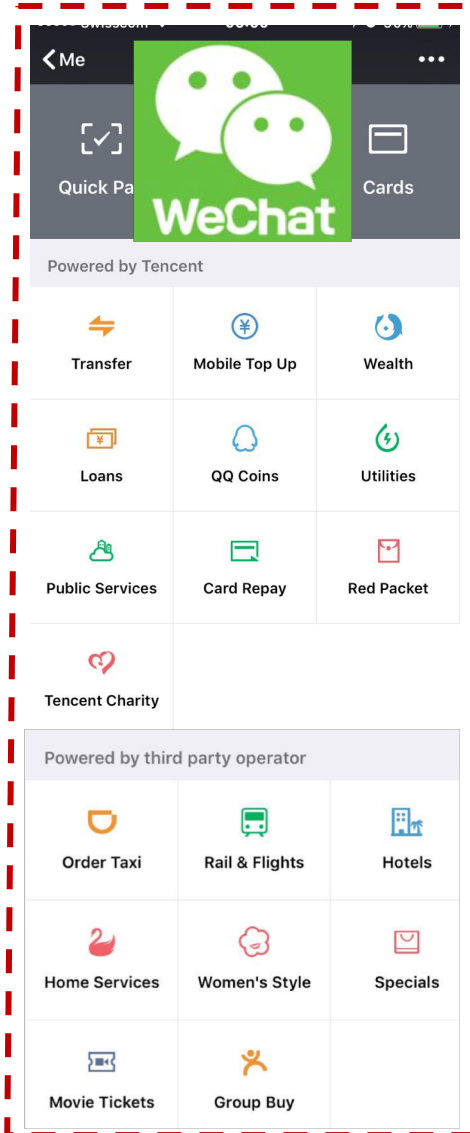 Me
Quick Pa
Cards
WeChat
Powered by Tencent
Transfer
Mobile Top Up
Wealth
Loans
QQ Coins
Utilities
Public Services
Card Repay
Red Packet
Tencent Charity
Powered by third party operator
Order Taxi
Rail & Flights
Hotels
Home Services
Women's Style
Specials
Movie Tickets
Group Buy